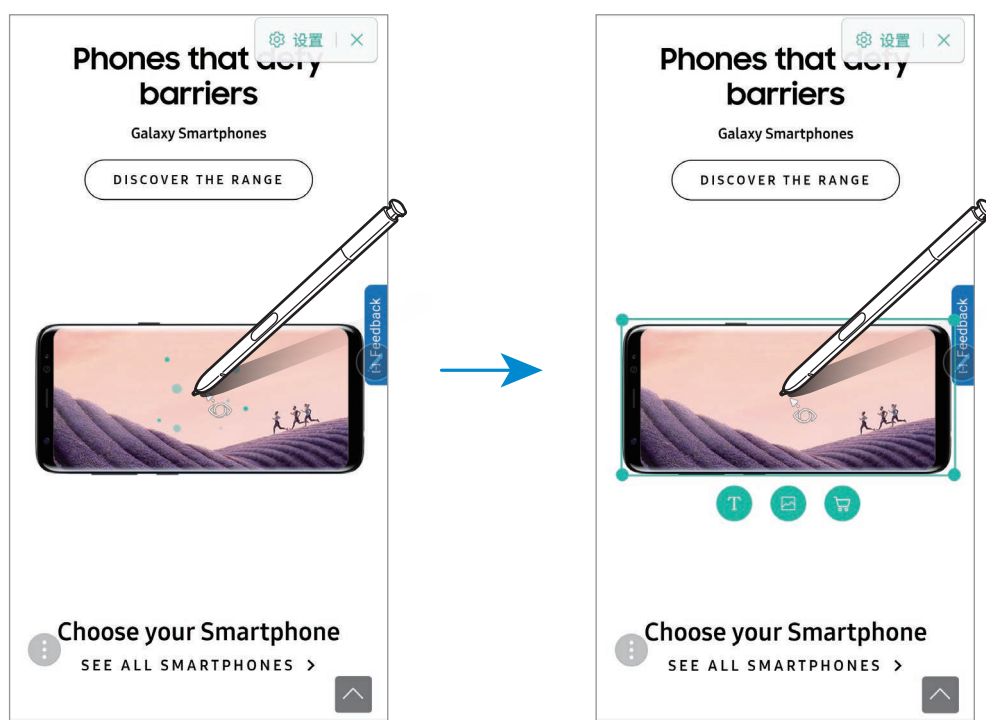 设置
Phones that defy
barriers
Galaxy Smartphones
DISCOVER THE RANGE
Feedback
Choose your Smartphone
SEE ALL SMARTPHONES >
设置
Phones that defy
barriers
Galaxy Smartphones
DISCOVER THE RANGE
Feedback
T
Choose your Smartphone
SEE ALL SMARTPHONES >